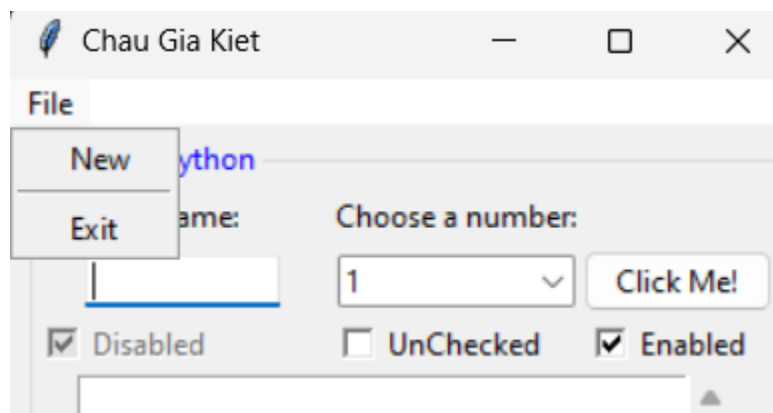 Chau Gia Kiet
File
New
ython
Exit
ame:
Choose a number:
1
Click Me!
Disabled
UnChecked
Enabled